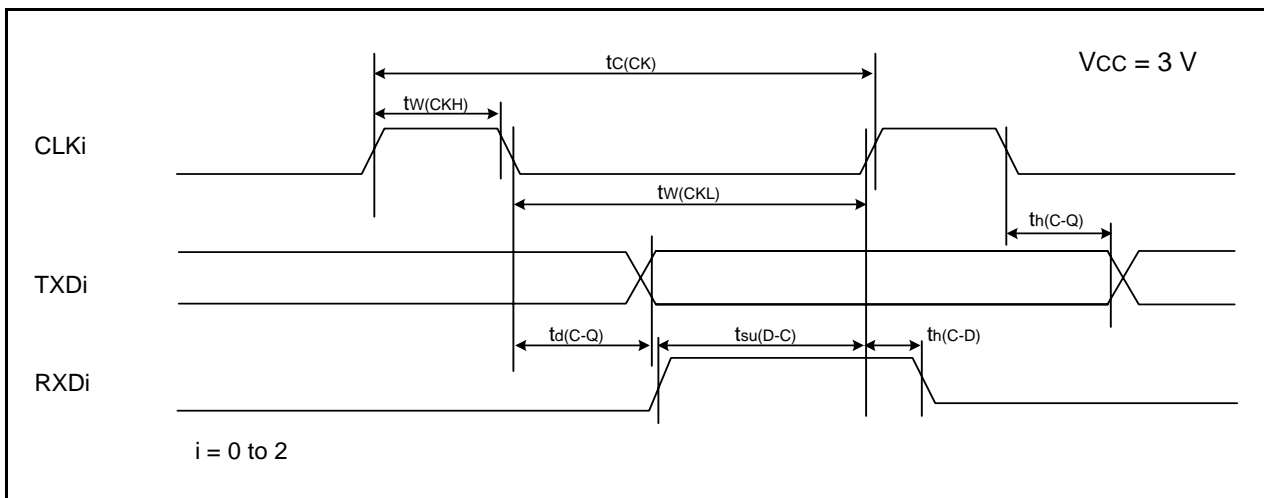 tC(CK)
VCC = 3 V
tW(CKH)
CLKi
tW(CKL)
th(C-Q)
TXDi
td(C-Q)
tsu(D-C)
th(C-D)
RXDi
i = 0 to 2